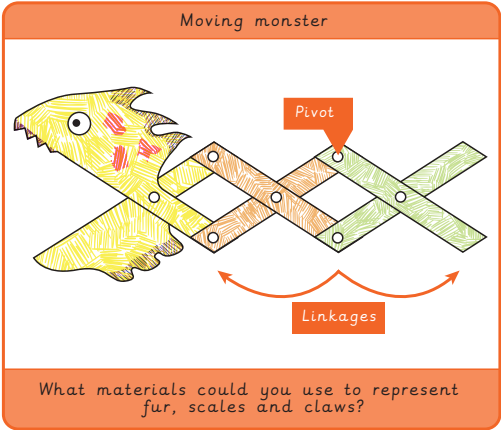 Moving monster
Pivot
Linkages
What materials could you use to represent
fur, scales and claws?